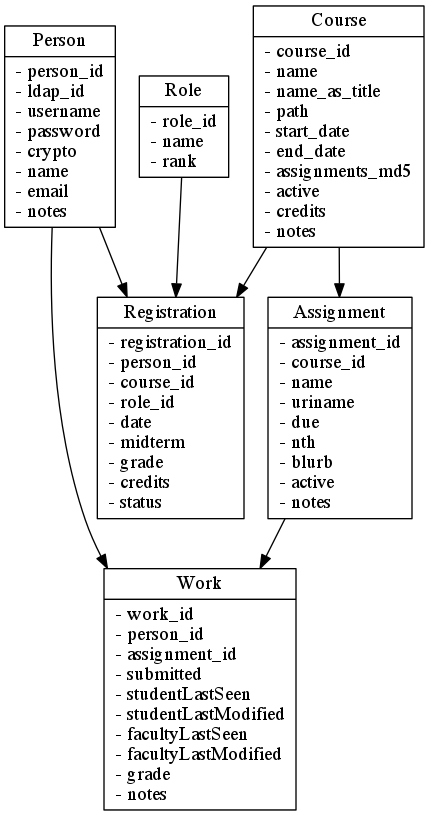 Person
- person_id
- ldap_id
- username
- password
- crypto
- name
- email
- notes
Role
- role_id
- name
- rank
Course
- course_id
- name
- name_as_title
- path
- start_date
- end_date
- assignments_md5
- active
- credits
- notes
Registration
- registration_id
- person_id
- course_id
- role_id
- date
- midterm
- grade
- credits
- status
Assignment
- assignment_id
- course_id
- name
- uriname
- due
- nth
- blurb
- active
- notes
Work
- work_id
- person_id
- assignment_id
- submitted
- studentLastSeen
- studentLastModified
- facultyLastSeen
- facultyLastModified
- grade
- notes